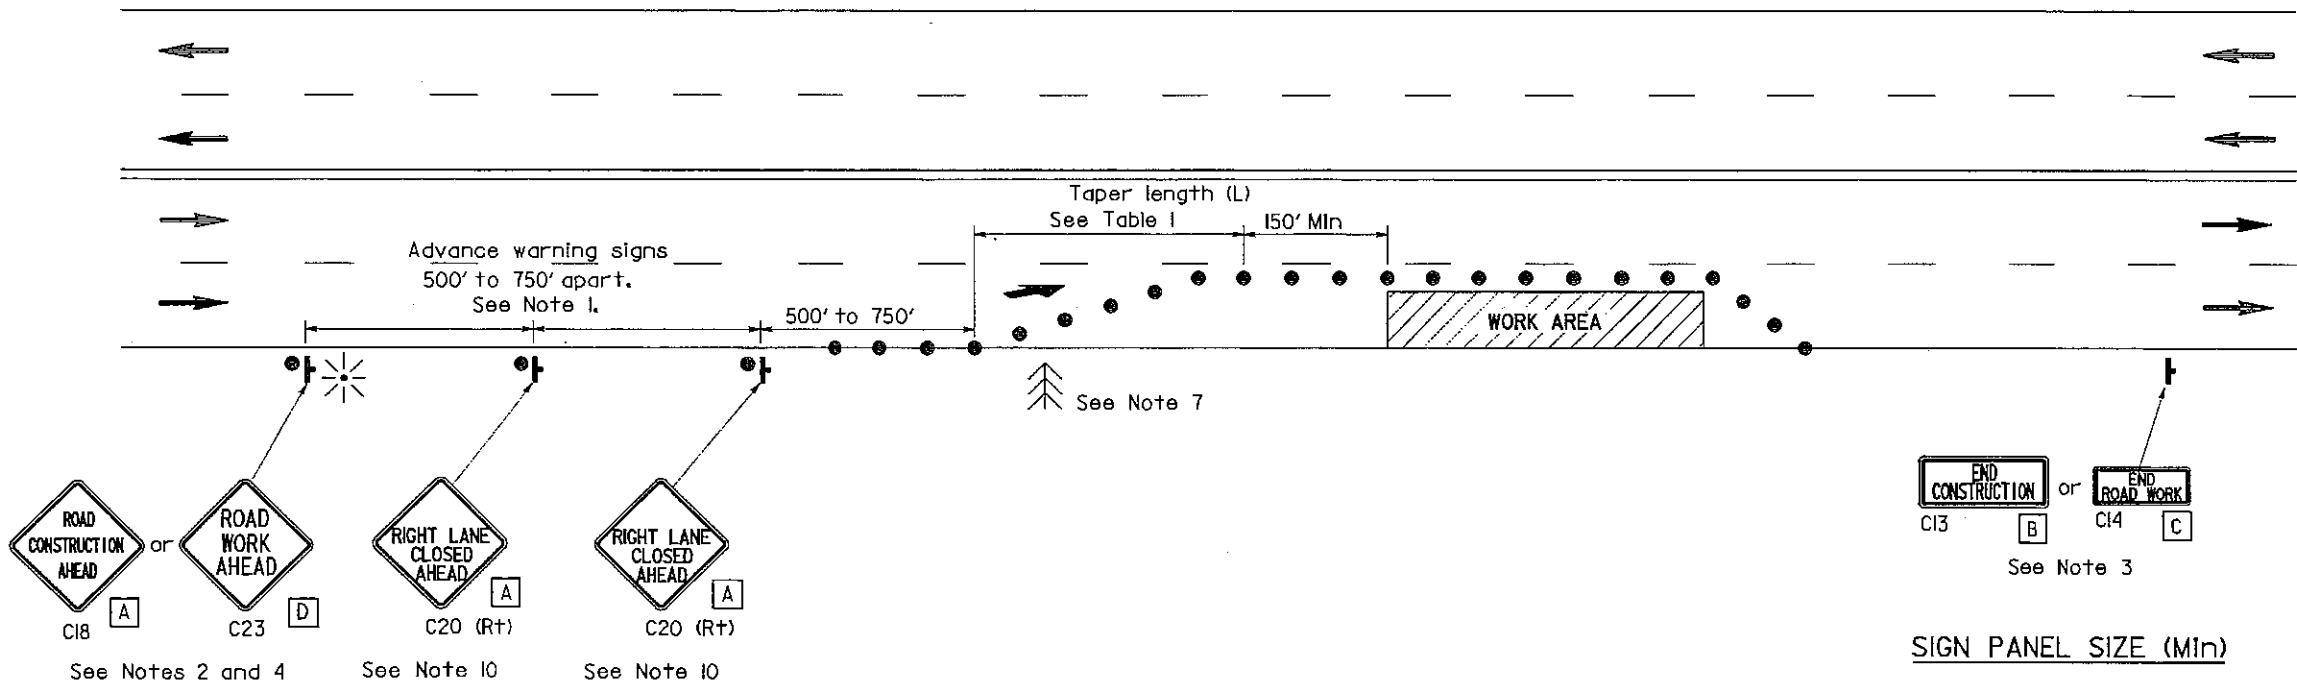 Taper length (L)
See Table 1
150' Min
Advance warning signs
500' to 750' apart.
See Note 1.
500' to 750'
WORK AREA
See Note 7
ROAD
CONSTRUCTION
AHEAD
or
ROAD
WORK
AHEAD
RIGHT LANE
CLOSED
AHEAD
RIGHT LANE
CLOSED
AHEAD
END
CONSTRUCTION
or
END
ROAD WORK
A
C18
D
C23
A
C20 (Rt)
A
C20 (Rt)
C13
B
C14
C
See Note 3
See Notes 2 and 4
See Note 10
See Note 10
SIGN PANEL SIZE (Min)